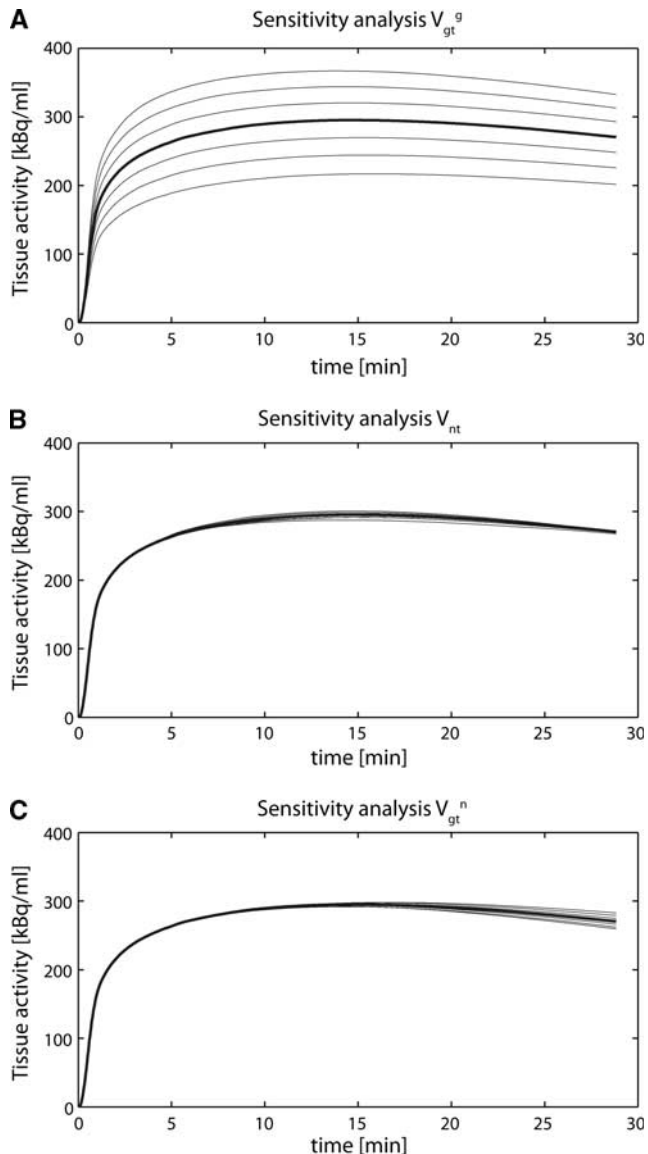 A
Sensitivity analysis V_gt^g
Tissue activity [kBq/ml]
400
300
200
100
0
0 5 10 15 20 25 30
time [min]
B
Sensitivity analysis V_nt
Tissue activity [kBq/ml]
400
300
200
100
0
0 5 10 15 20 25 30
time [min]
C
Sensitivity analysis V_gt^n
Tissue activity [kBq/ml]
400
300
200
100
0
0 5 10 15 20 25 30
time [min]